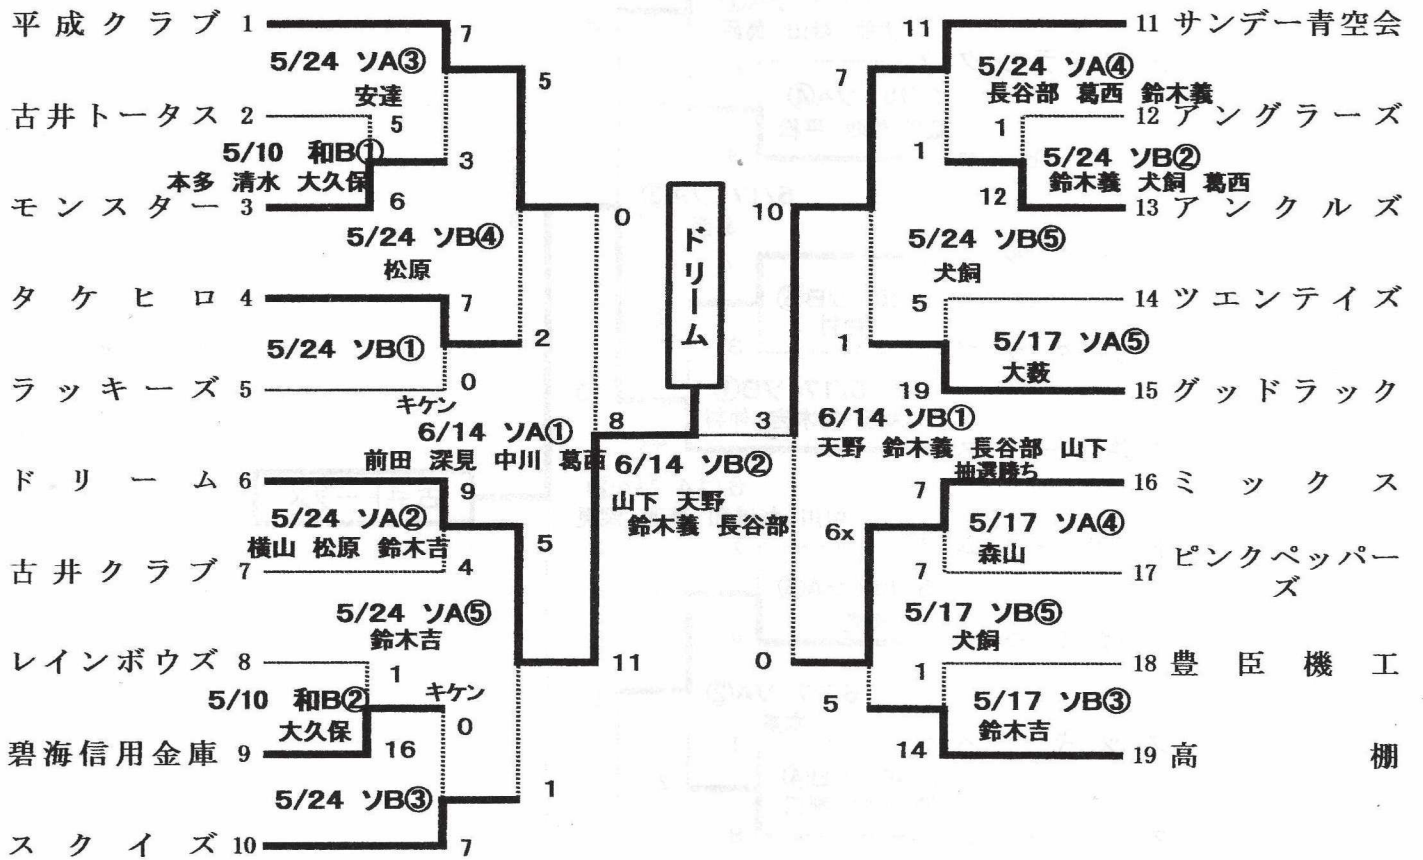 平成クラブ 1
7
5/24 ソA③
安達
5
古井トータス 2
5
5/10 和B①
本多 清水 大久保
3
モンスター 3
6
5/24 ソB④
松原
0
タケヒロ 4
7
5/24 ソB①
2
ラッキーズ 5
0
キケン
6/14 ソA①
前田 深見 中川 葛西
8
ドリーム 6
9
5/24 ソA②
横山 松原 鈴木吉
5
古井クラブ 7
4
5/24 ソA⑤
鈴木吉
11
レインボウズ 8
1
キケン
5/10 和B②
大久保
0
碧海信用金庫 9
16
5/24 ソB③
1
スクイズ 10
7
ドリーム
6/14 ソB②
山下 天野
鈴木義 長谷部
11
11 サンデー青空会
7
5/24 ソA④
長谷部 葛西 鈴木義
1
12 アングラーズ
1
5/24 ソB②
鈴木義 犬飼 葛西
12
13 アンクルズ
10
5/24 ソB⑤
犬飼
5
14 ツエンテイズ
1
5/17 ソA⑤
大薮
19
15 グッドラック
3
6/14 ソB①
天野 鈴木義 長谷部 山下
抽選勝ち
7
16 ミックス
6x
5/17 ソA④
森山
7
17 ピンクペッパー
ズ
5/17 ソB⑤
犬飼
0
1
18 豊臣機工
5
5/17 ソB③
鈴木吉
14
19 高棚